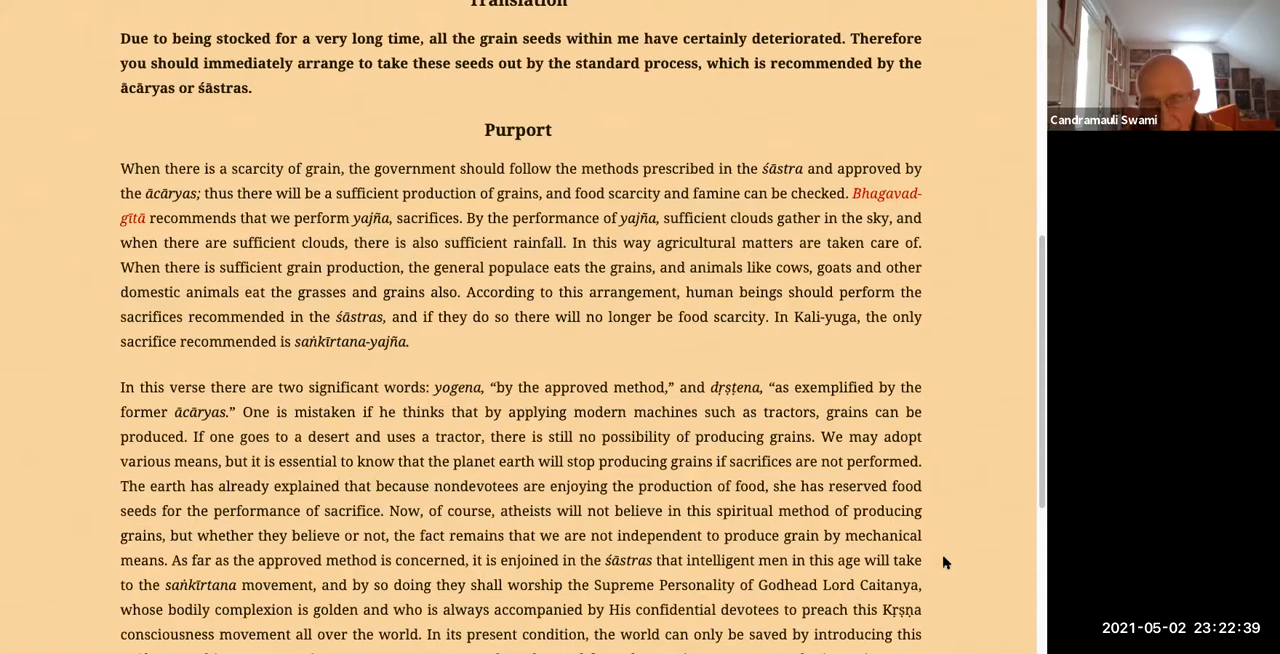 Translation
Due to being stocked for a very long time, all the grain seeds within me have certainly deteriorated. Therefore
you should immediately arrange to take these seeds out by the standard process, which is recommended by the
ācāryas or śāstras.
Purport
When there is a scarcity of grain, the government should follow the methods prescribed in the śāstra and approved by
the ācāryas; thus there will be a sufficient production of grains, and food scarcity and famine can be checked. Bhagavad-
gītā recommends that we perform yajña, sacrifices. By the performance of yajña, sufficient clouds gather in the sky, and
when there are sufficient clouds, there is also sufficient rainfall. In this way agricultural matters are taken care of.
When there is sufficient grain production, the general populace eats the grains, and animals like cows, goats and other
domestic animals eat the grasses and grains also. According to this arrangement, human beings should perform the
sacrifices recommended in the śāstras, and if they do so there will no longer be food scarcity. In Kali-yuga, the only
sacrifice recommended is saṅkīrtana-yajña.
In this verse there are two significant words: yogena, “by the approved method,” and dṛṣṭena, “as exemplified by the
former ācāryas.” One is mistaken if he thinks that by applying modern machines such as tractors, grains can be
produced. If one goes to a desert and uses a tractor, there is still no possibility of producing grains. We may adopt
various means, but it is essential to know that the planet earth will stop producing grains if sacrifices are not performed.
The earth has already explained that because nondevotees are enjoying the production of food, she has reserved food
seeds for the performance of sacrifice. Now, of course, atheists will not believe in this spiritual method of producing
grains, but whether they believe or not, the fact remains that we are not independent to produce grain by mechanical
means. As far as the approved method is concerned, it is enjoined in the śāstras that intelligent men in this age will take
to the saṅkīrtana movement, and by so doing they shall worship the Supreme Personality of Godhead Lord Caitanya,
whose bodily complexion is golden and who is always accompanied by His confidential devotees to preach this Kṛṣṇa
consciousness movement all over the world. In its present condition, the world can only be saved by introducing this
Candramauli Swami
2021-05-02 23:22:39